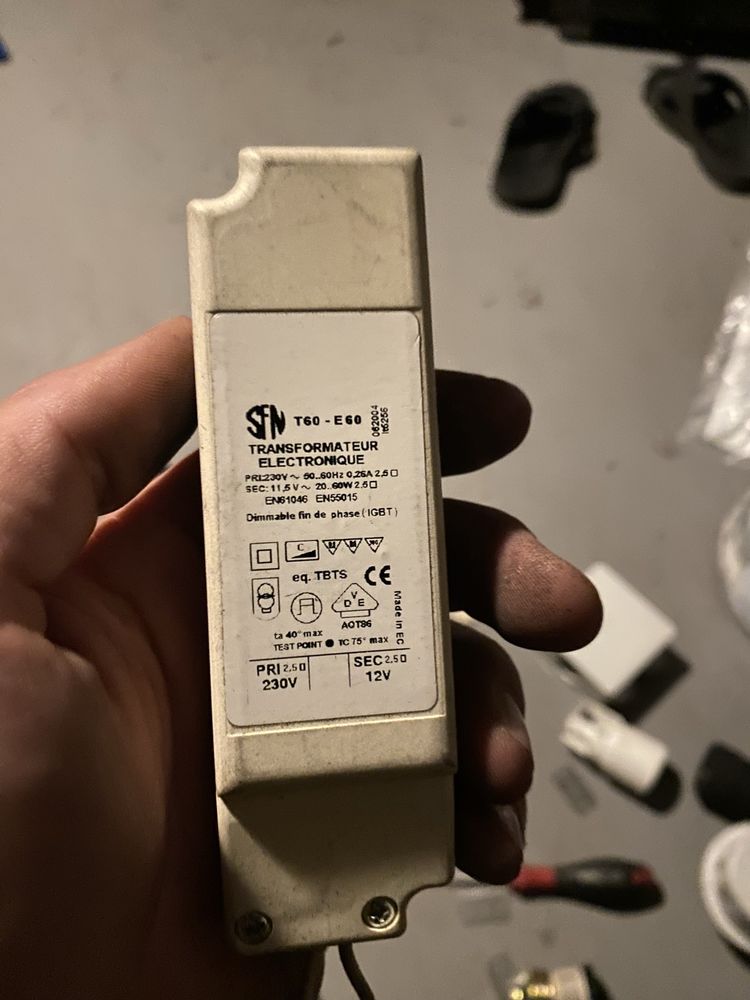 SFN T60 - E60
062004
TRANSFORMATEUR
ELECTRONIQUE
PRI:230V ~ 50..60Hz 0,26A 2,5□
SEC: 11,5V ~ 20..60W 2.5□
EN61046 EN55015
Dimmable fin de phase ( IGBT )
C
eq. TBTS CE
VDE
AOT86
Made in EC
ta 40° max
TEST POINT ● TC 75° max
PRI 2,5□ SEC 2,5□
230V 12V